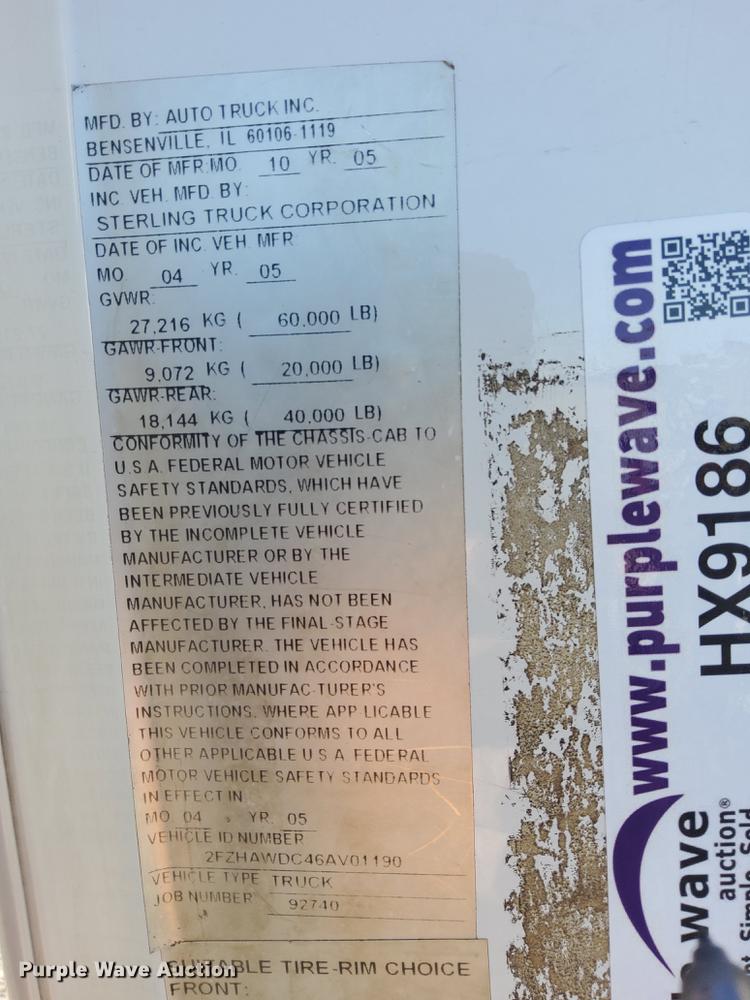 MFD. BY: AUTO TRUCK INC.
BENSENVILLE, IL 60106-1119
DATE OF MFR:MO. 10 YR. 05
INC. VEH. MFD. BY:
STERLING TRUCK CORPORATION
DATE OF INC. VEH. MFR
MO. 04 YR. 05
GVWR:
27,216 KG ( 60,000 LB)
GAWR-FRONT:
9,072 KG ( 20,000 LB)
GAWR-REAR:
18,144 KG ( 40,000 LB)
CONFORMITY OF THE CHASSIS-CAB TO
U.S.A. FEDERAL MOTOR VEHICLE
SAFETY STANDARDS, WHICH HAVE
BEEN PREVIOUSLY FULLY CERTIFIED
BY THE INCOMPLETE VEHICLE
MANUFACTURER OR BY THE
INTERMEDIATE VEHICLE
MANUFACTURER, HAS NOT BEEN
AFFECTED BY THE FINAL-STAGE
MANUFACTURER. THE VEHICLE HAS
BEEN COMPLETED IN ACCORDANCE
WITH PRIOR MANUFAC-TURER'S
INSTRUCTIONS. WHERE APP-LICABLE
THIS VEHICLE CONFORMS TO ALL
OTHER APPLICABLE U.S.A. FEDERAL
MOTOR VEHICLE SAFETY STANDARDS
IN EFFECT IN
MO. 04 YR. 05
VEHICLE ID NUMBER
2FZHAWDC46AV01190
VEHICLE TYPE TRUCK
JOB NUMBER 92740
SUITABLE TIRE-RIM CHOICE
FRONT:
www.purplewave.com
HX9186
wave
auction®
Simple. Sold
Purple Wave Auction